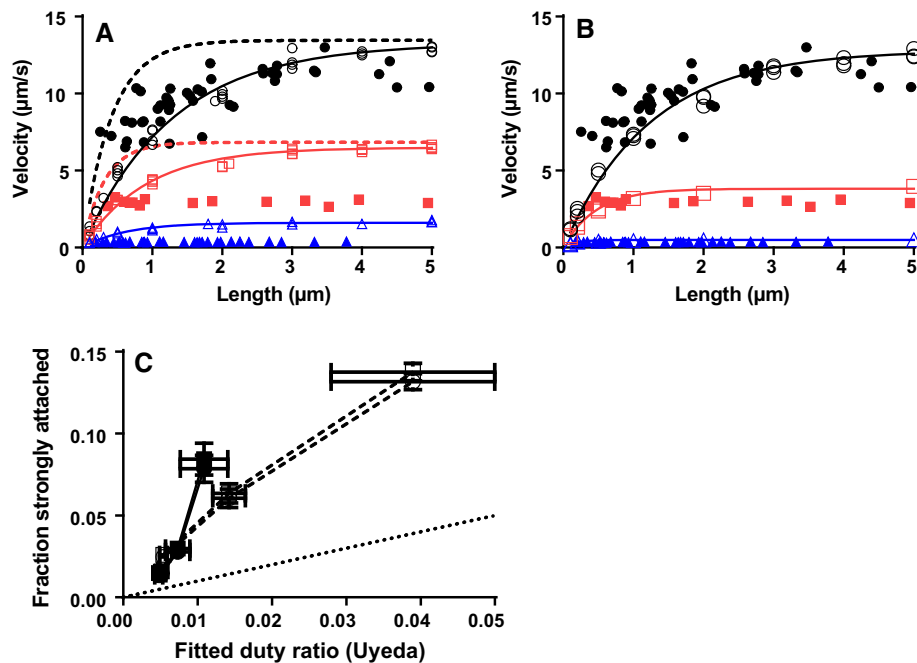 A
B
Velocity (µm/s)
15
10
5
0
0 1 2 3 4 5
Length (µm)
Velocity (µm/s)
15
10
5
0
0 1 2 3 4 5
Length (µm)
C
Fraction strongly attached
0.15
0.10
0.05
0.00
0.00 0.01 0.02 0.03 0.04 0.05
Fitted duty ratio (Uyeda)